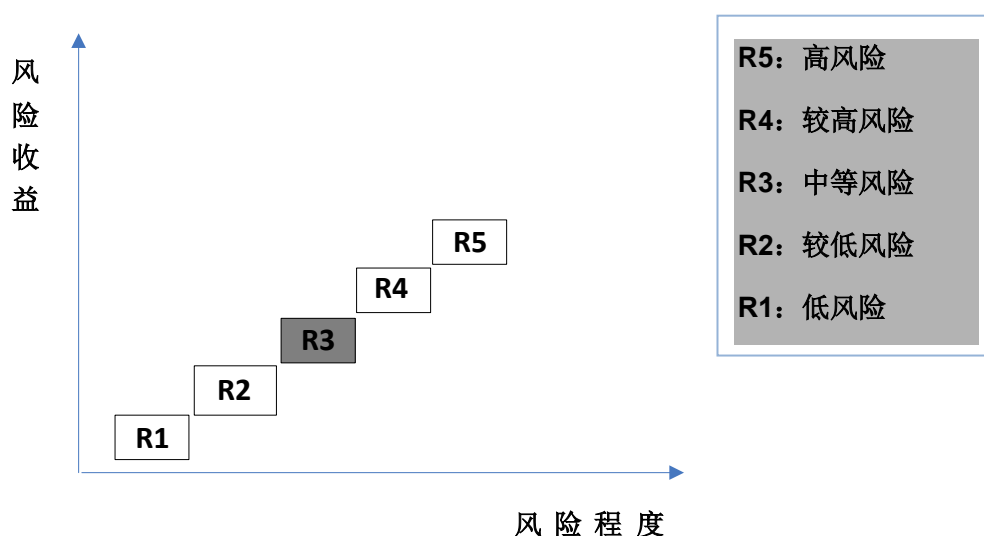 风
险
收
益
R5：高风险
R4：较高风险
R3：中等风险
R2：较低风险
R1：低风险
R5
R4
R3
R2
R1
风 险 程 度